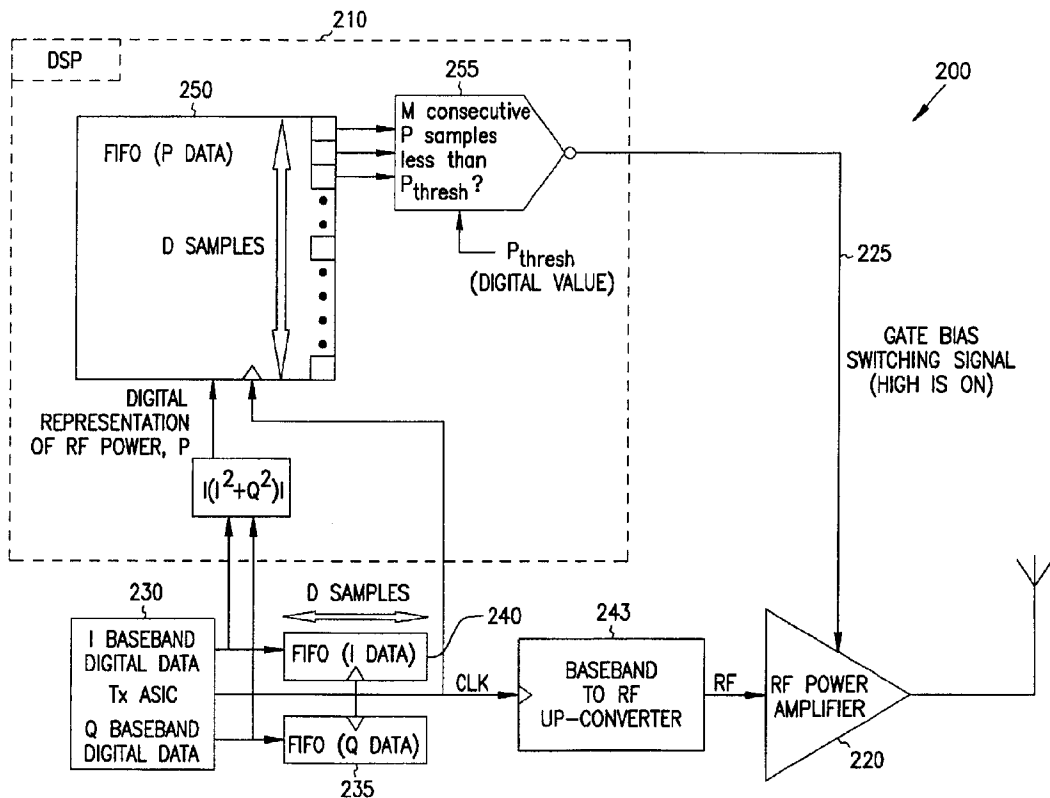 210
DSP
250
255
200
FIFO (P DATA)
M consecutive
P samples
less than
Pthresh?
D SAMPLES
Pthresh
(DIGITAL VALUE)
225
GATE BIAS
SWITCHING SIGNAL
(HIGH IS ON)
DIGITAL
REPRESENTATION
OF RF POWER, P
|(I²+Q²)|
D SAMPLES
230
240
243
I BASEBAND
DIGITAL DATA
Tx ASIC
Q BASEBAND
DIGITAL DATA
FIFO (I DATA)
CLK
FIFO (Q DATA)
235
BASEBAND
TO RF
UP-CONVERTER
RF
RF POWER
AMPLIFIER
220